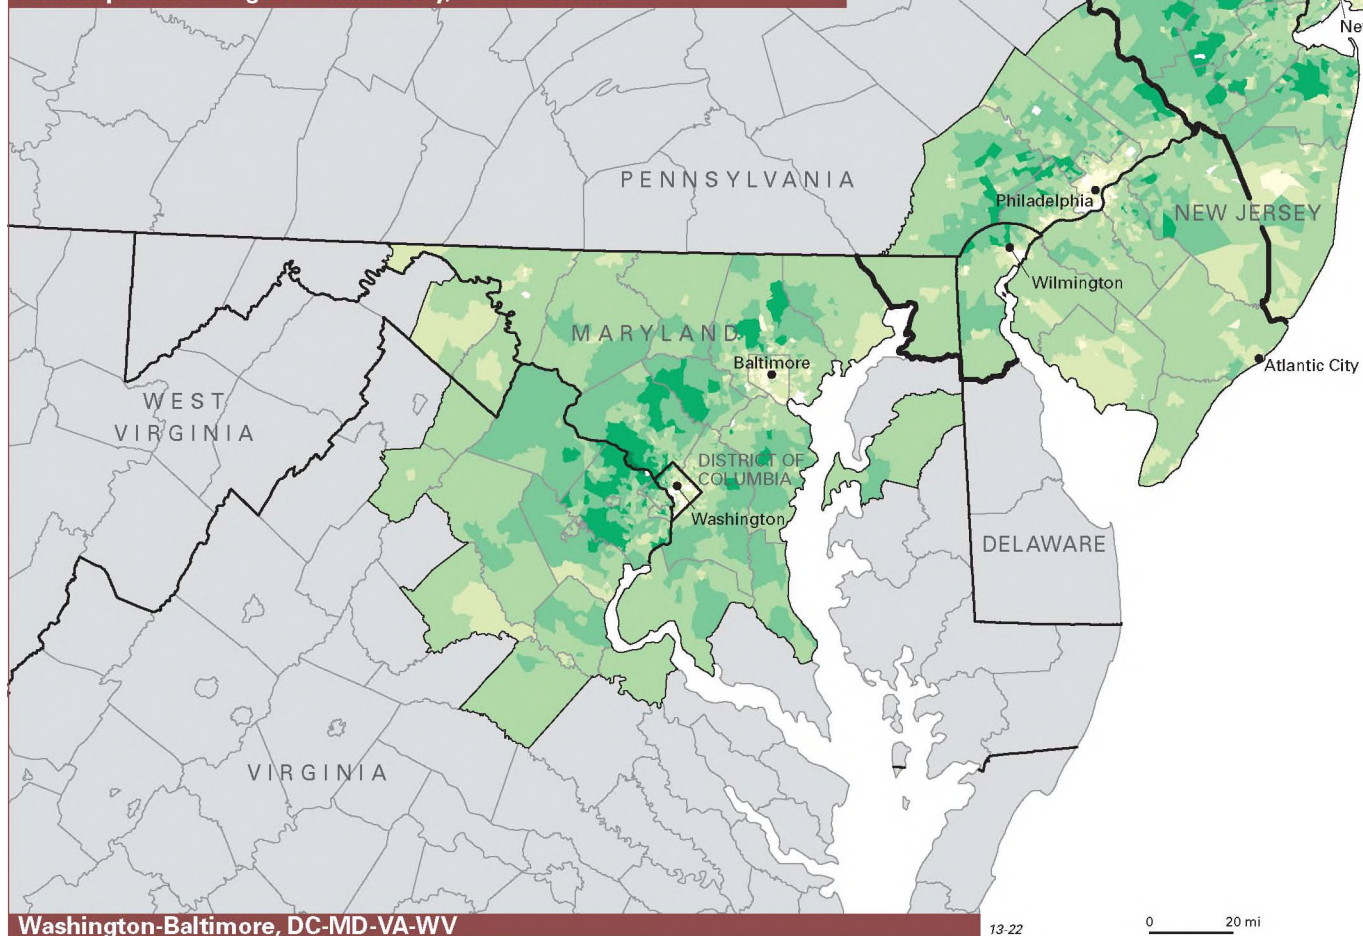 PENNSYLVANIA
Philadelphia
NEW JERSEY
Wilmington
MARYLAND
Baltimore
Atlantic City
WEST
VIRGINIA
DISTRICT OF
COLUMBIA
Washington
DELAWARE
VIRGINIA
Washington-Baltimore, DC-MD-VA-WV
13-22
0 20 mi